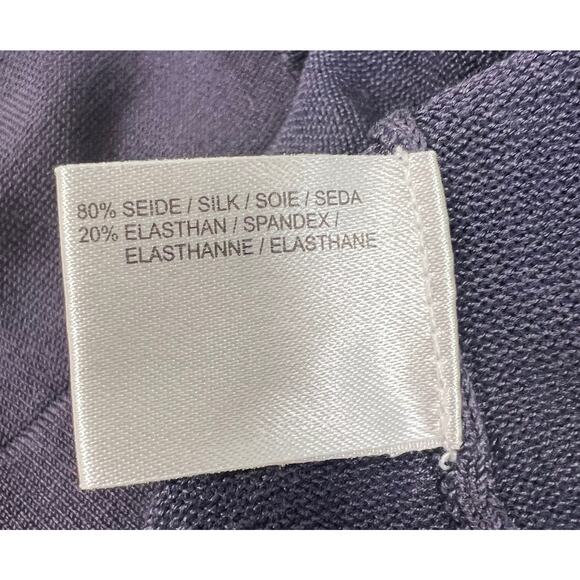 80% SEIDE / SILK / SOIE / SEDA
20% ELASTHAN / SPANDEX /
ELASTHANNE / ELASTHANE